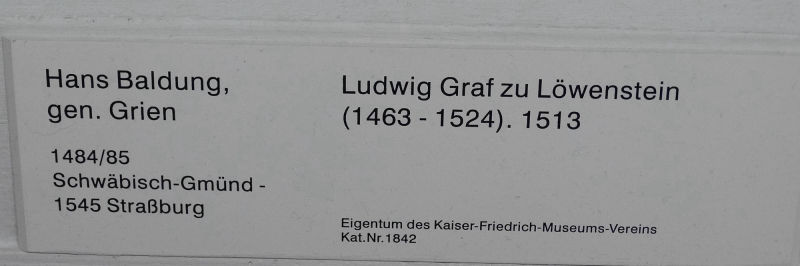 Hans Baldung,
gen. Grien
1484/85
Schwäbisch-Gmünd -
1545 Straßburg
Ludwig Graf zu Löwenstein
(1463 - 1524). 1513
Eigentum des Kaiser-Friedrich-Museums-Vereins
Kat.Nr.1842